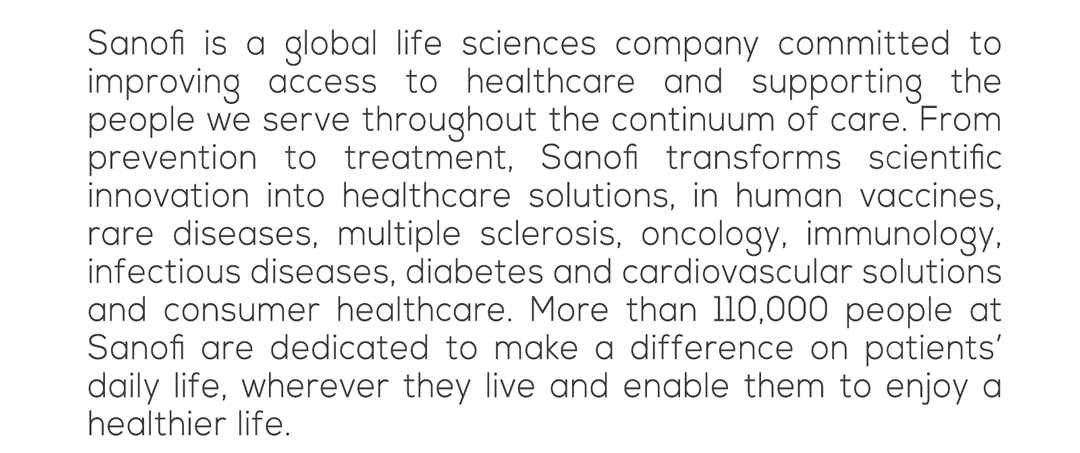 Sanofi is a global life sciences company committed to
improving access to healthcare and supporting the
people we serve throughout the continuum of care. From
prevention to treatment, Sanofi transforms scientific
innovation into healthcare solutions, in human vaccines,
rare diseases, multiple sclerosis, oncology, immunology,
infectious diseases, diabetes and cardiovascular solutions
and consumer healthcare. More than 110,000 people at
Sanofi are dedicated to make a difference on patients’
daily life, wherever they live and enable them to enjoy a
healthier life.